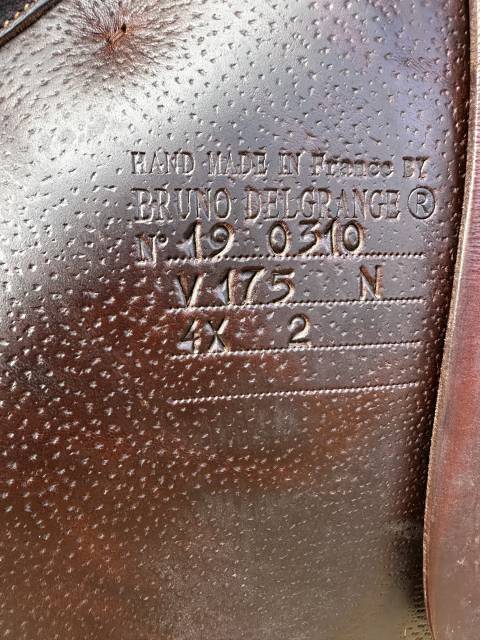 HAND MADE IN France BY
BRUNO DELGRANGE ®
N° 19 0310
V 175 N
4X 2